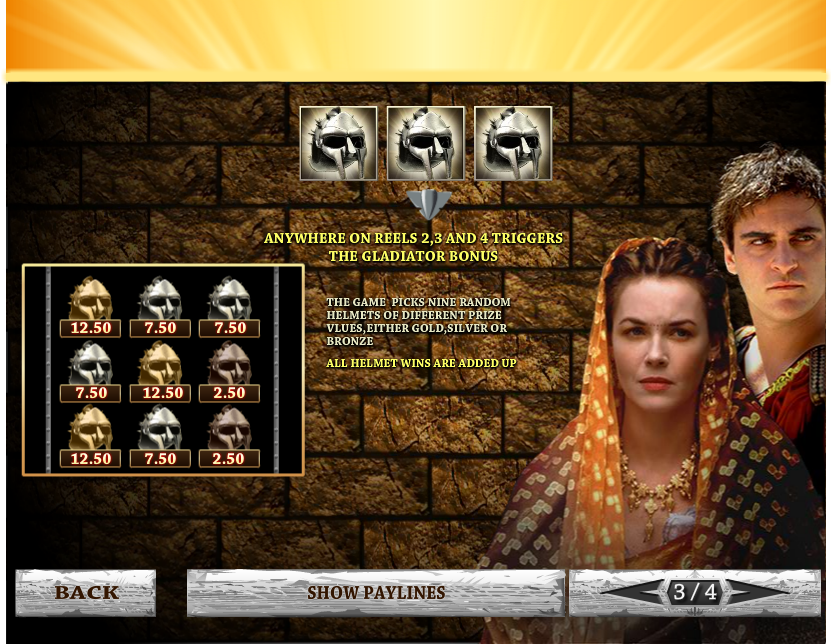 ANYWHERE ON REELS 2,3 AND 4 TRIGGERS
THE GLADIATOR BONUS
THE GAME PICKS NINE RANDOM
HELMETS OF DIFFERENT PRIZE
VLUES,EITHER GOLD,SILVER OR
BRONZE
ALL HELMET WINS ARE ADDED UP
12.50 7.50 7.50
7.50 12.50 2.50
12.50 7.50 2.50
BACK
SHOW PAYLINES
3/4